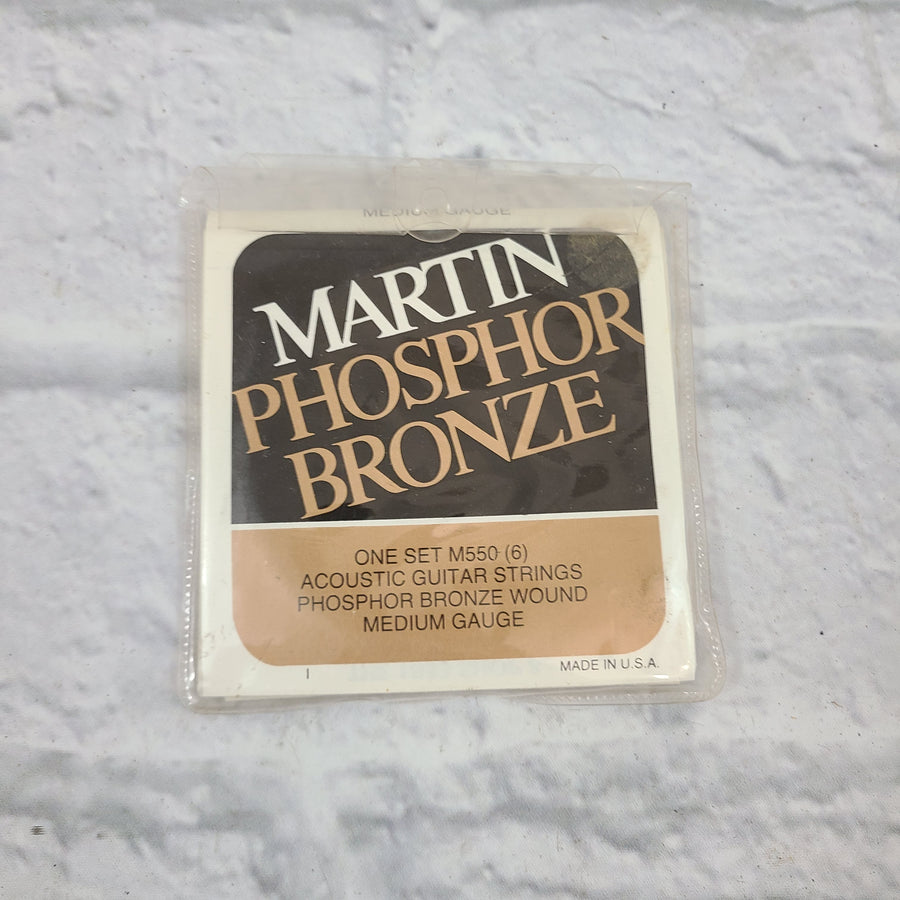 MEDIUM GAUGE
MARTIN
PHOSPHOR
BRONZE
ONE SET M550 (6)
ACOUSTIC GUITAR STRINGS
PHOSPHOR BRONZE WOUND
MEDIUM GAUGE
I
MADE IN U.S.A.